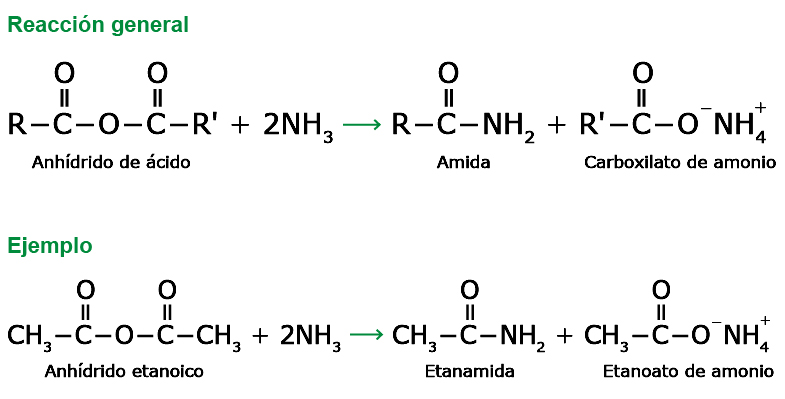 Reacción general
O O O O
|| || || ||
R–C–O–C–R' + 2NH₃ ⟶ R–C–NH₂ + R'–C–O⁻NH₄⁺
Anhídrido de ácido Amida Carboxilato de amonio
Ejemplo
O O O O
|| || || ||
CH₃–C–O–C–CH₃ + 2NH₃ ⟶ CH₃–C–NH₂ + CH₃–C–O⁻NH₄⁺
Anhídrido etanoico Etanamida Etanoato de amonio